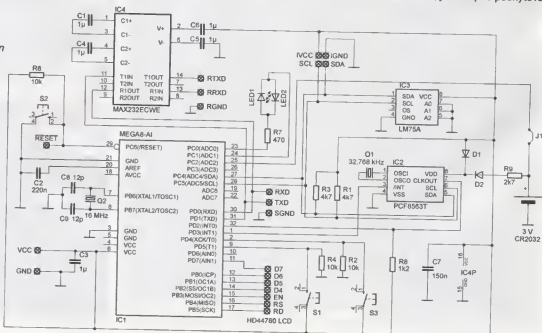 IC4
C1
1µ
C4
1µ
C1+
C1-
C2+
C2-
V+
V-
C6
1µ
C5
1µ
T1IN T1OUT
T2IN T2OUT
R1OUT R1IN
R2OUT R2IN
MAX232ECWE
RTXD
RRXD
RGND
R6
10k
S2
RESET
LED1
LED2
R7
470
IVCC IGND
SCL SDA
IC3
SDA VCC
SCL A0
OS A1
GND A2
LM75A
J1
MEGA8-AI
PC6(/RESET)
GND
AREF
AVCC
PB6(XTAL1/TOSC1)
PB7(XTAL2/TOSC2)
GND
GND
VCC
VCC
PC0(ADC0)
PC1(ADC1)
PC2(ADC2)
PC3(ADC3)
PC4(ADC4/SDA)
PC5(ADC5/SCL)
ADC6
ADC7
PD0(RXD)
PD1(TXD)
PD2(INT0)
PD3(INT1)
PD4(XCK/T0)
PD5(T1)
PD6(AIN0)
PD7(AIN1)
PB0(ICP)
PB1(OC1A)
PB2(SS/OC1B)
PB3(MOSI/OC2)
PB4(MISO)
PB5(SCK)
IC1
C2
220n
C8 12p
C9 12p
Q2
16 MHz
VCC
GND
C3
1µ
RXD
TXD
SGND
D7
D6
D5
D4
EN
RS
RD
HD44780 LCD
Q1
32,768 kHz
R3
4k7
R1
4k7
IC2
OSCI VDD
OSCO CLKOUT
/INT SCL
VSS SDA
PCF8563T
D1
D2
R9
2k7
3 V
CR2032
R4
10k
R2
10k
S1
S3
R8
1k2
C7
150n
IC4P
VCC
GND